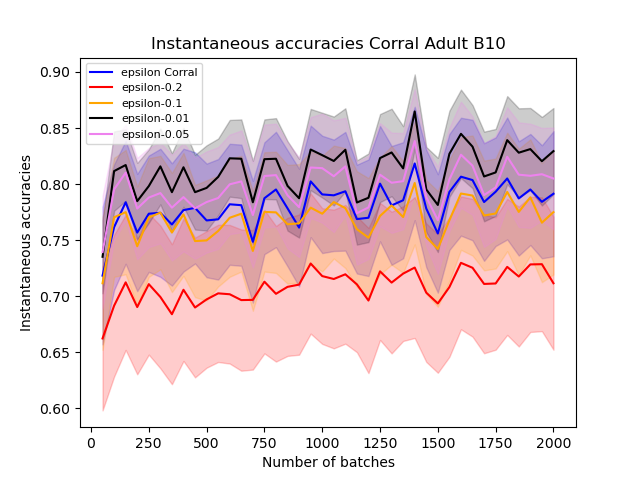 Instantaneous accuracies Corral Adult B10
epsilon Corral
epsilon-0.2
epsilon-0.1
epsilon-0.01
epsilon-0.05
Instantaneous accuracies
0.90
0.85
0.80
0.75
0.70
0.65
0.60
0 250 500 750 1000 1250 1500 1750 2000
Number of batches